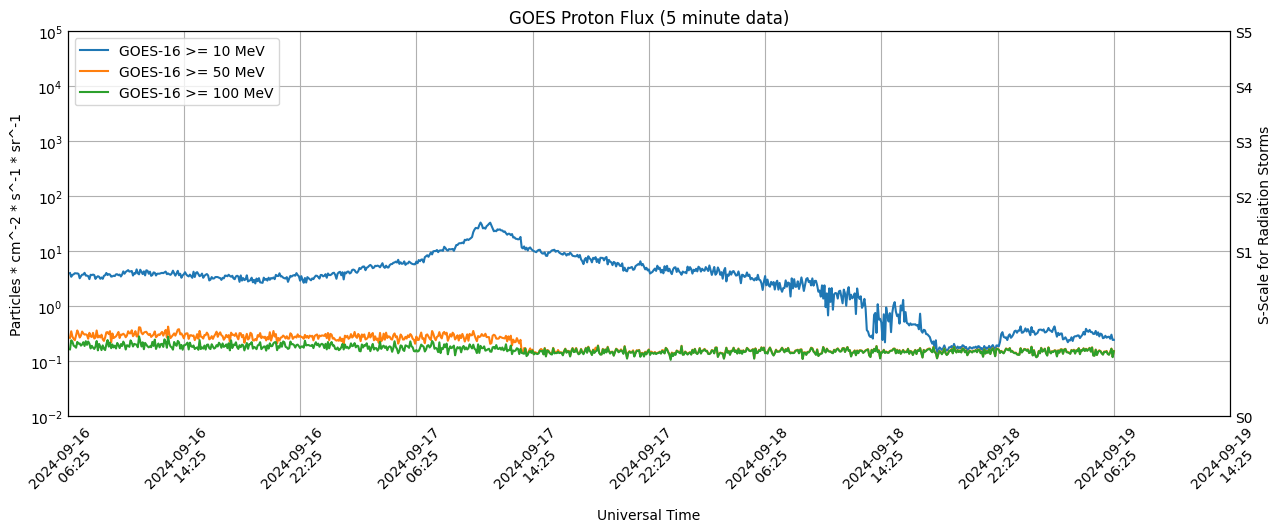 GOES Proton Flux (5 minute data)
GOES-16 >= 10 MeV
GOES-16 >= 50 MeV
GOES-16 >= 100 MeV
10^5
10^4
10^3
10^2
10^1
10^0
10^-1
10^-2
Particles * cm^-2 * s^-1 * sr^-1
S5
S4
S3
S2
S1
S0
S-Scale for Radiation Storms
2024-09-16
06:25
2024-09-16
14:25
2024-09-16
22:25
2024-09-17
06:25
2024-09-17
14:25
2024-09-17
22:25
2024-09-18
06:25
2024-09-18
14:25
2024-09-18
22:25
2024-09-19
06:25
2024-09-19
14:25
Universal Time